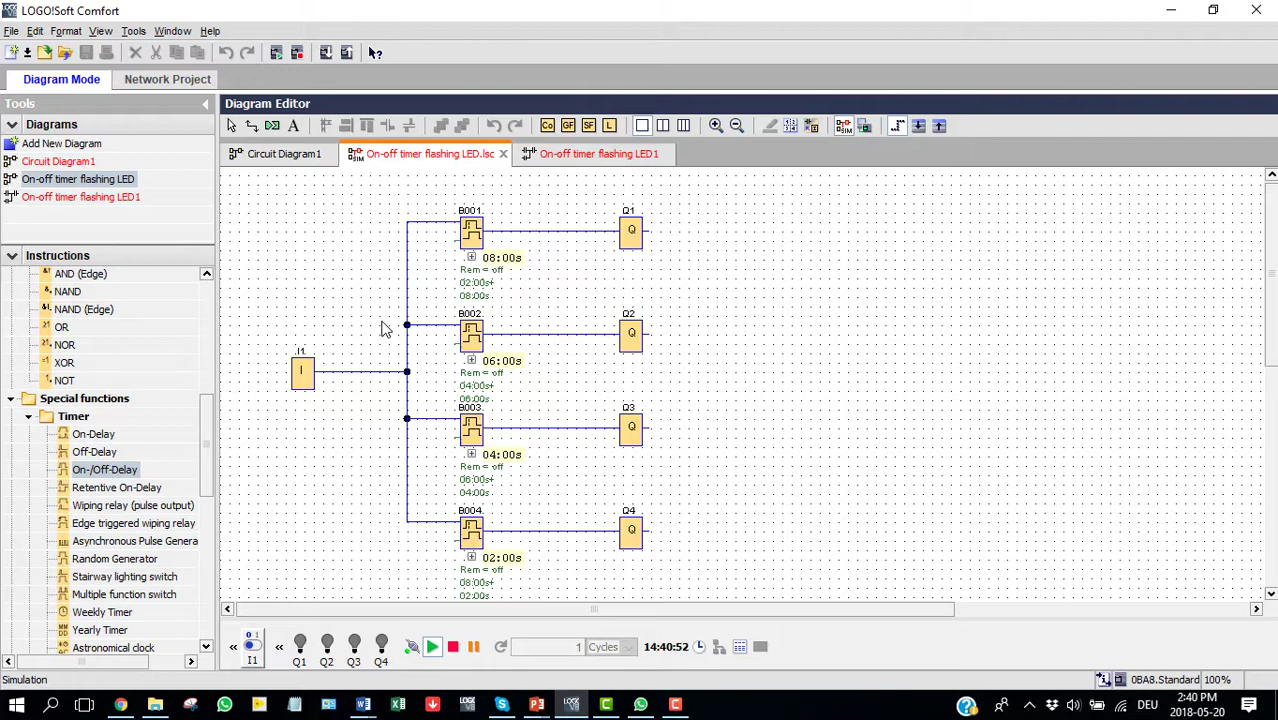 LOGO!Soft Comfort
File Edit Format View Tools Window Help
Diagram Mode Network Project
Tools
Diagram Editor
Diagrams
Add New Diagram
Circuit Diagram1
On-off timer flashing LED
On-off timer flashing LED1
Co GF SF L
Circuit Diagram1
On-off timer flashing LED.lsc
On-off timer flashing LED1
Instructions
AND (Edge)
NAND
NAND (Edge)
OR
NOR
XOR
NOT
Special functions
Timer
On-Delay
Off-Delay
On-/Off-Delay
Retentive On-Delay
Wiping relay (pulse output)
Edge triggered wiping relay
Asynchronous Pulse Genera
Random Generator
Stairway lighting switch
Multiple function switch
Weekly Timer
Yearly Timer
Astronomical clock
I1
I
B001
08:00s
Rem = off
02:00s+
08:00s
Q1
Q
B002
06:00s
Rem = off
04:00s+
06:00s
Q2
Q
B003
04:00s
Rem = off
06:00s+
04:00s
Q3
Q
B004
02:00s
Rem = off
08:00s+
02:00s
Q4
Q
0 1
I1 Q1 Q2 Q3 Q4
1 Cycles 14:40:52
Simulation
0BA8.Standard 100%
DEU
2:40 PM
2018-05-20